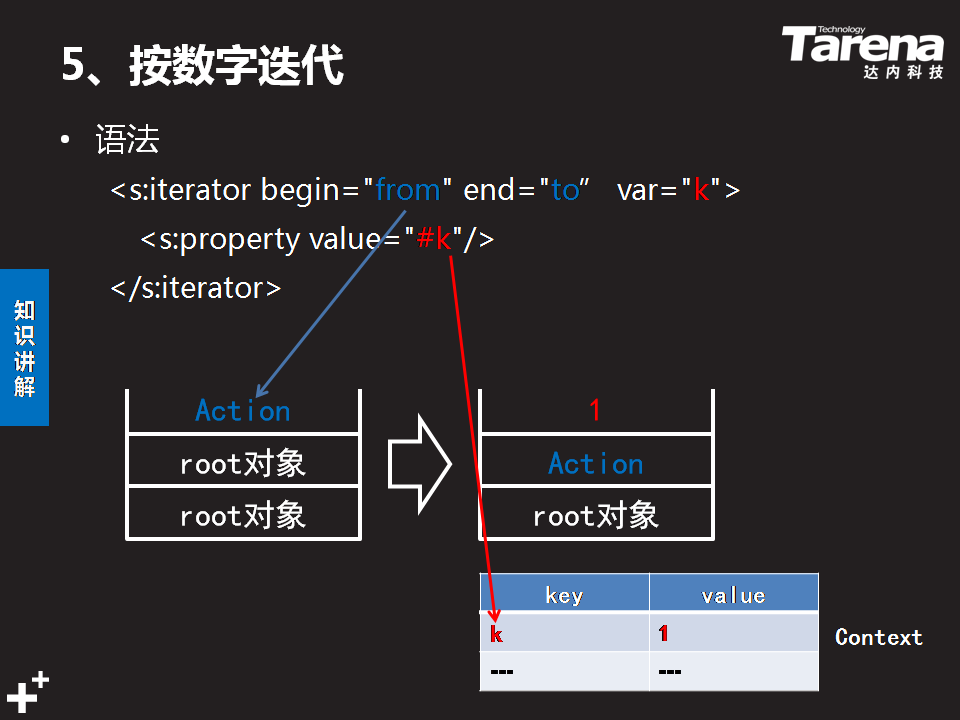 5、按数字迭代
Technology
Tarena
达内科技
• 语法
<s:iterator begin="from" end="to” var="k">
<s:property value="#k"/>
</s:iterator>
知识讲解
Action
root对象
root对象
1
Action
root对象
key value
k 1
--- ---
Context